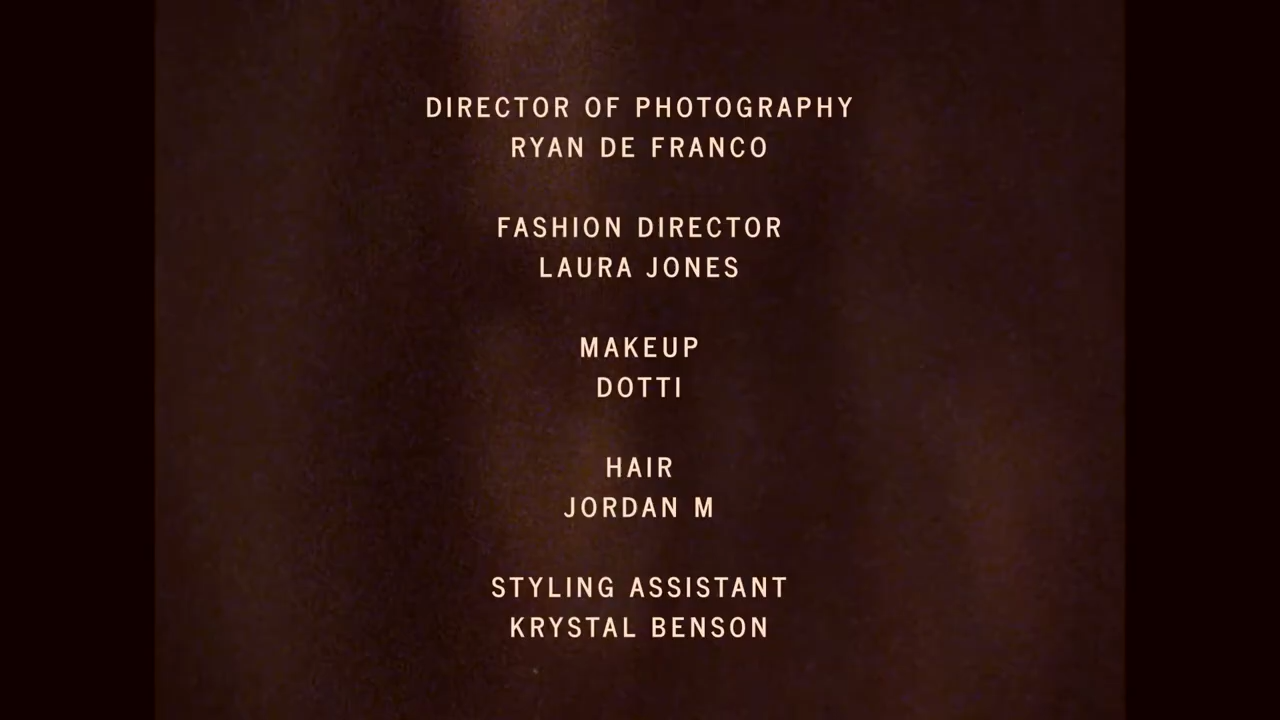 DIRECTOR OF PHOTOGRAPHY
RYAN DE FRANCO
FASHION DIRECTOR
LAURA JONES
MAKEUP
DOTTI
HAIR
JORDAN M
STYLING ASSISTANT
KRYSTAL BENSON